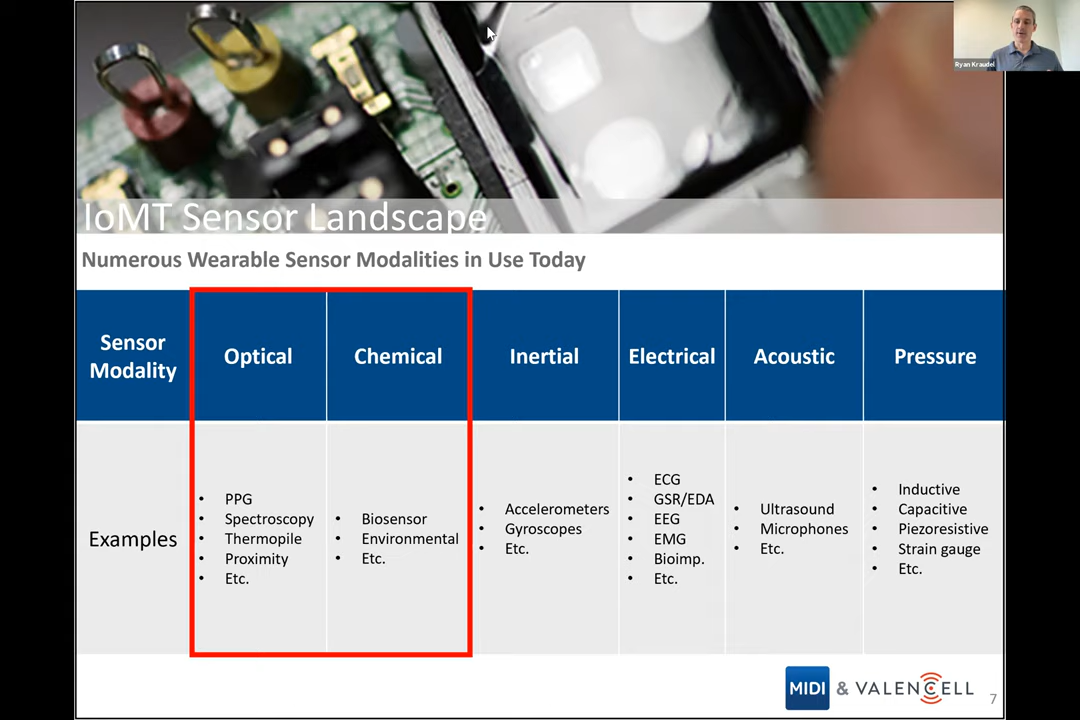 Ryan Kraudel
IoMT Sensor Landscape
Numerous Wearable Sensor Modalities in Use Today
Sensor Modality
Optical
Chemical
Inertial
Electrical
Acoustic
Pressure
Examples
• PPG
• Spectroscopy
• Thermopile
• Proximity
• Etc.
• Biosensor
• Environmental
• Etc.
• Accelerometers
• Gyroscopes
• Etc.
• ECG
• GSR/EDA
• EEG
• EMG
• Bioimp.
• Etc.
• Ultrasound
• Microphones
• Etc.
• Inductive
• Capacitive
• Piezoresistive
• Strain gauge
• Etc.
MIDI & VALENCELL
7